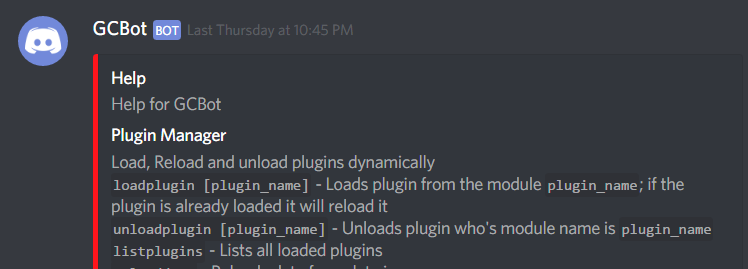 GCBot BOT Last Thursday at 10:45 PM
Help
Help for GCBot
Plugin Manager
Load, Reload and unload plugins dynamically
loadplugin [plugin_name] - Loads plugin from the module plugin_name; if the
plugin is already loaded it will reload it
unloadplugin [plugin_name] - Unloads plugin who's module name is plugin_name
listplugins - Lists all loaded plugins